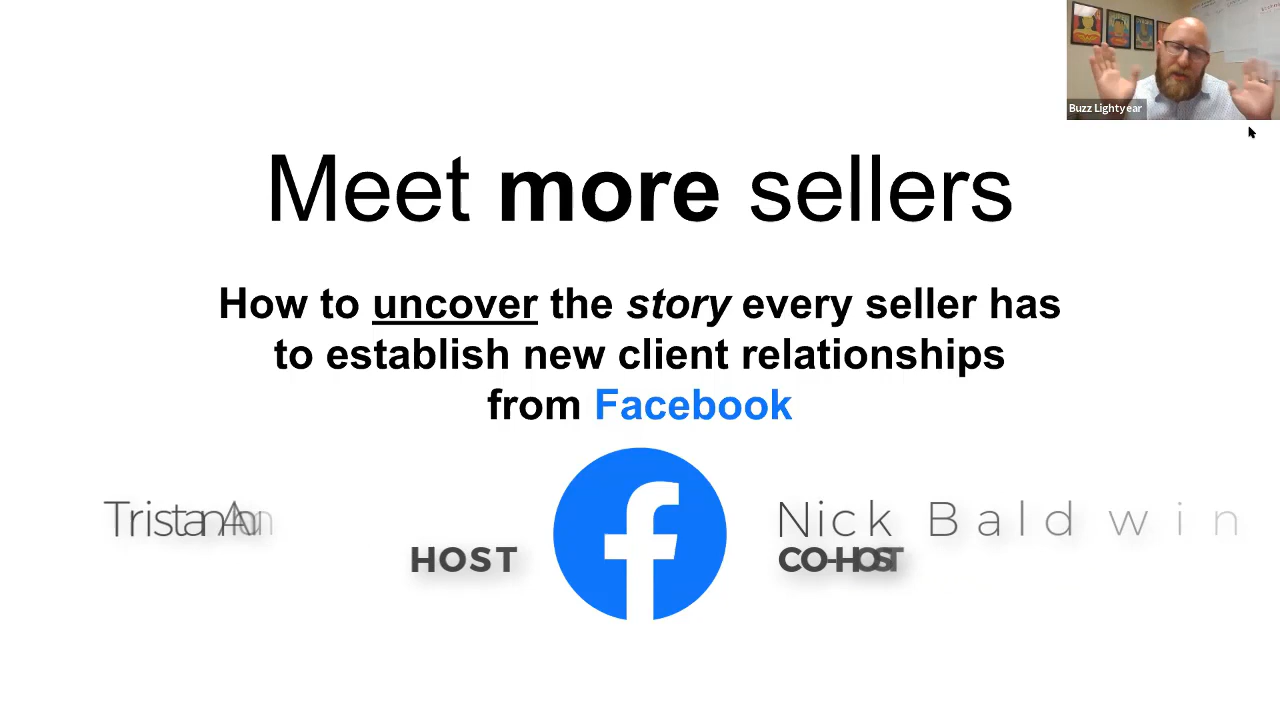 Buzz Lightyear
Meet more sellers
How to uncover the story every seller has
to establish new client relationships
from Facebook
Tristan
Nick Baldwin
HOST
CO-HOST